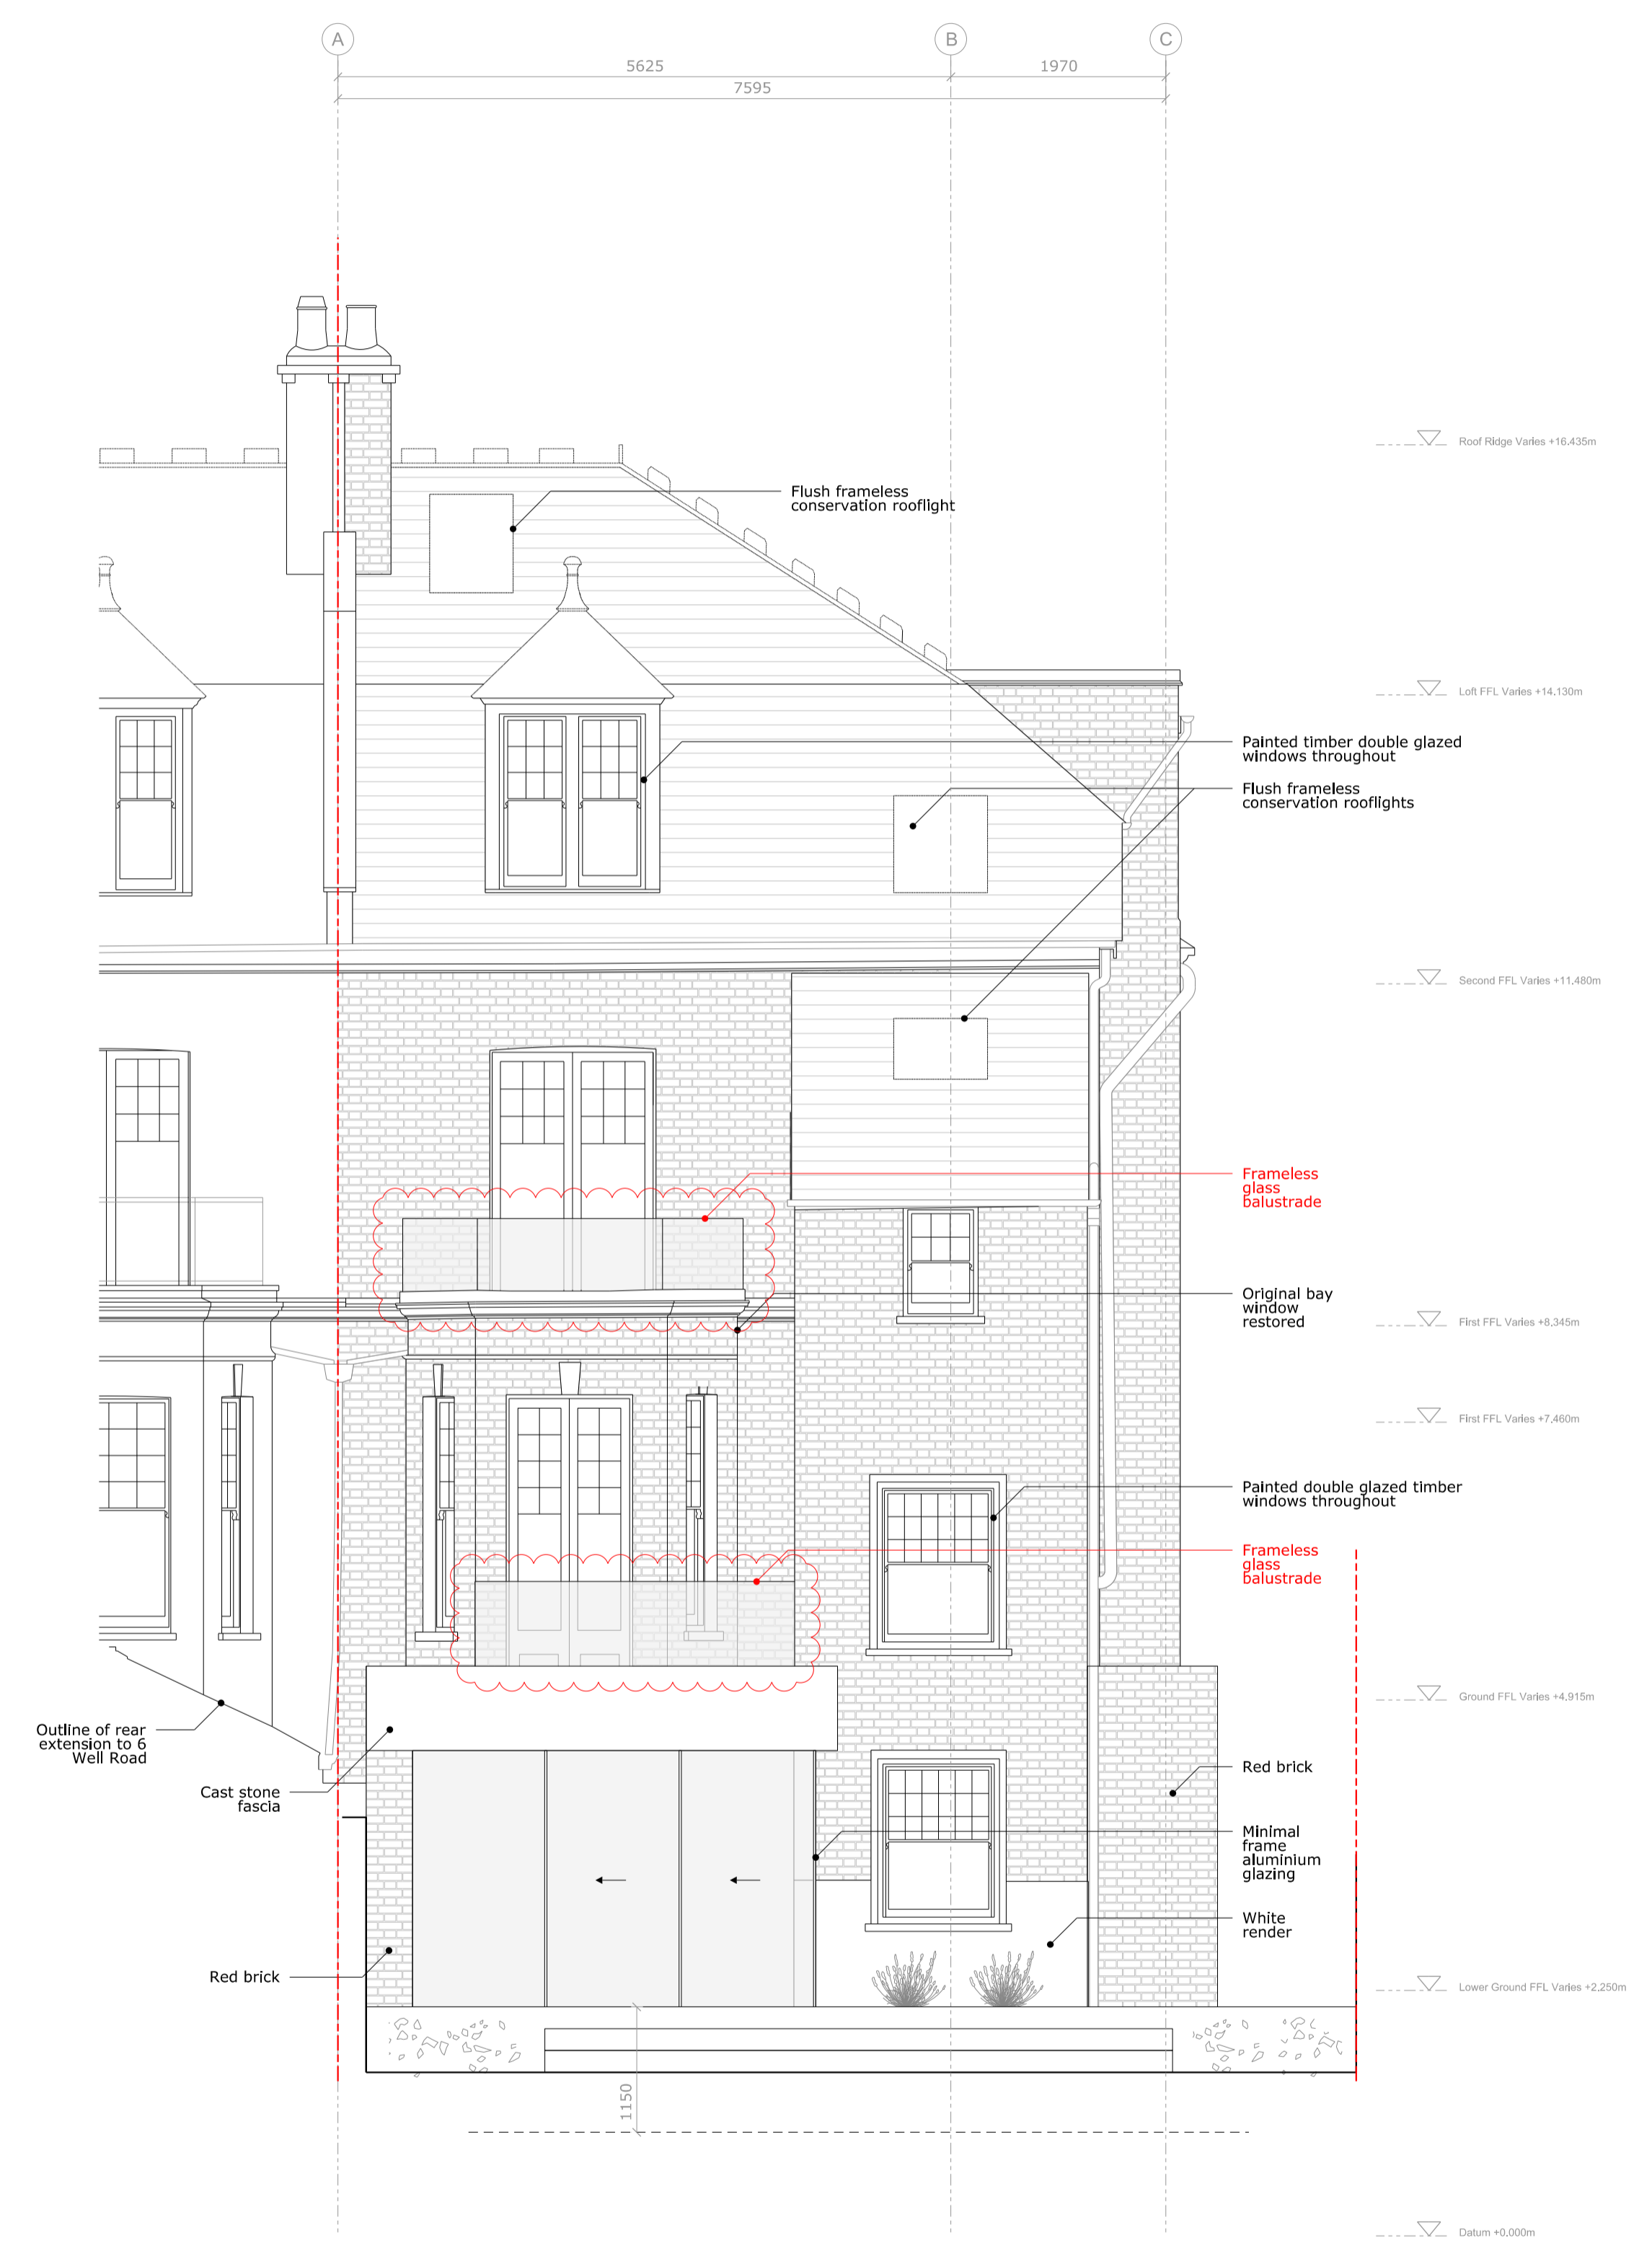 A
B
C
5625
1970
7595
Roof Ridge Varies +16.435m
Flush frameless
conservation rooflight
Loft FFL Varies +14.130m
Painted timber double glazed
windows throughout
Flush frameless
conservation rooflights
Second FFL Varies +11.480m
Frameless
glass
balustrade
Original bay
window
restored
First FFL Varies +8.345m
First FFL Varies +7.460m
Painted double glazed timber
windows throughout
Frameless
glass
balustrade
Ground FFL Varies +4.915m
Outline of rear
extension to 6
Well Road
Red brick
Cast stone
fascia
Minimal
frame
aluminium
glazing
White
render
Red brick
Lower Ground FFL Varies +2.250m
1150
Datum +0.000m